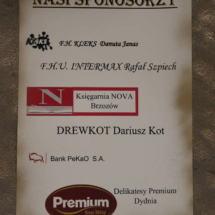 NASI SPONSORZY
KLEKS
F.H. KLEKS Danuta Janas
F.H.U. INTERMAX Rafał Szpiech
N
Księgarnia NOVA
Brzozów
DREWKOT Dariusz Kot
Bank PeKaO S.A.
Delikatesy Premium
Dydnia
Premium